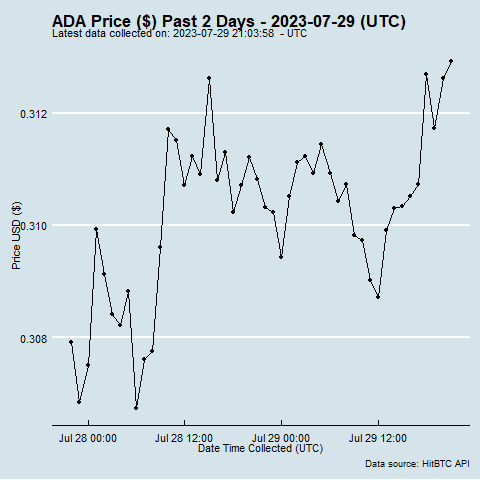 ADA Price ($) Past 2 Days - 2023-07-29 (UTC)
Latest data collected on: 2023-07-29 21:03:58 - UTC
0.312
0.310
0.308
Price USD ($)
Jul 28 00:00 Jul 28 12:00 Jul 29 00:00 Jul 29 12:00
Date Time Collected (UTC)
Data source: HitBTC API